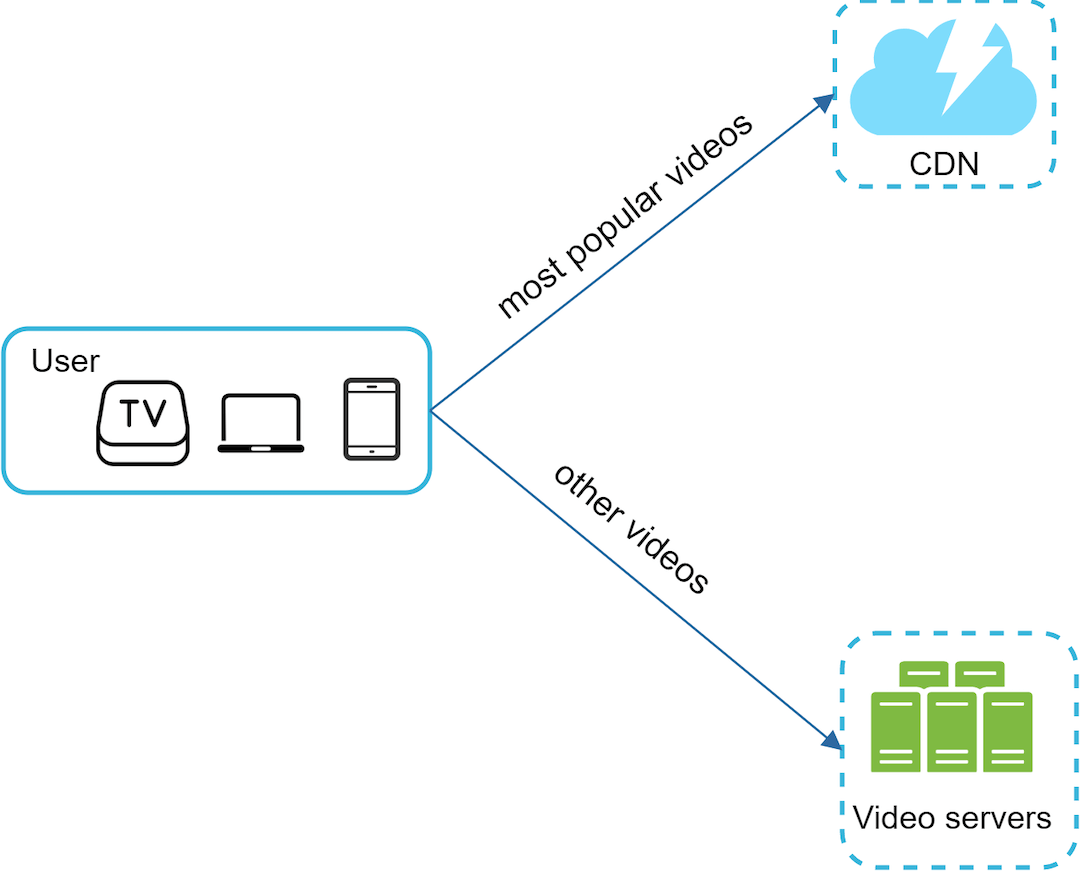 most popular videos
CDN
User
TV
other videos
Video servers